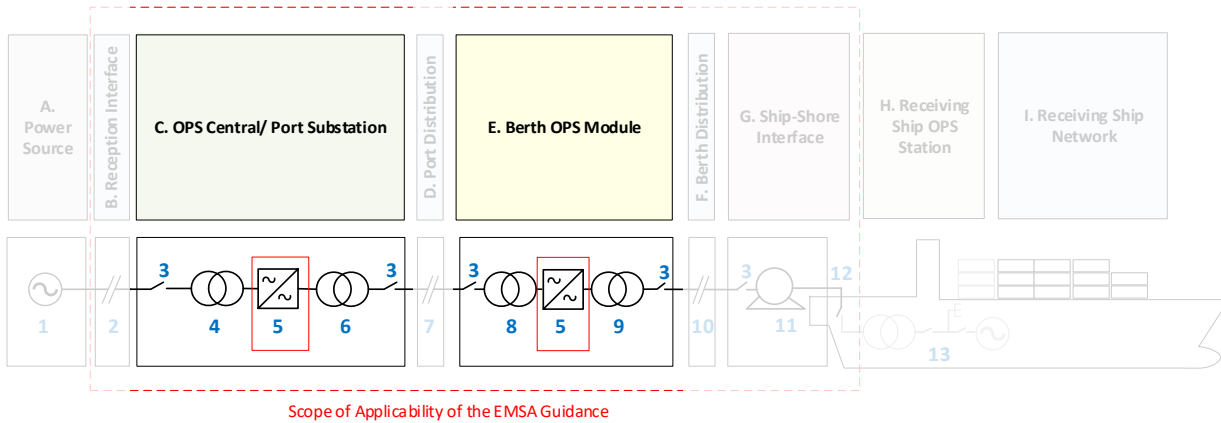 A.
Power
Source
B. Reception Interface
C. OPS Central/ Port Substation
D. Port Distribution
E. Berth OPS Module
F. Berth Distribution
G. Ship-Shore
Interface
H. Receiving
Ship OPS
Station
I. Receiving Ship
Network
1
2
3
4
5
6
3
7
3
8
5
9
3
10
3
11
12
13
Scope of Applicability of the EMSA Guidance